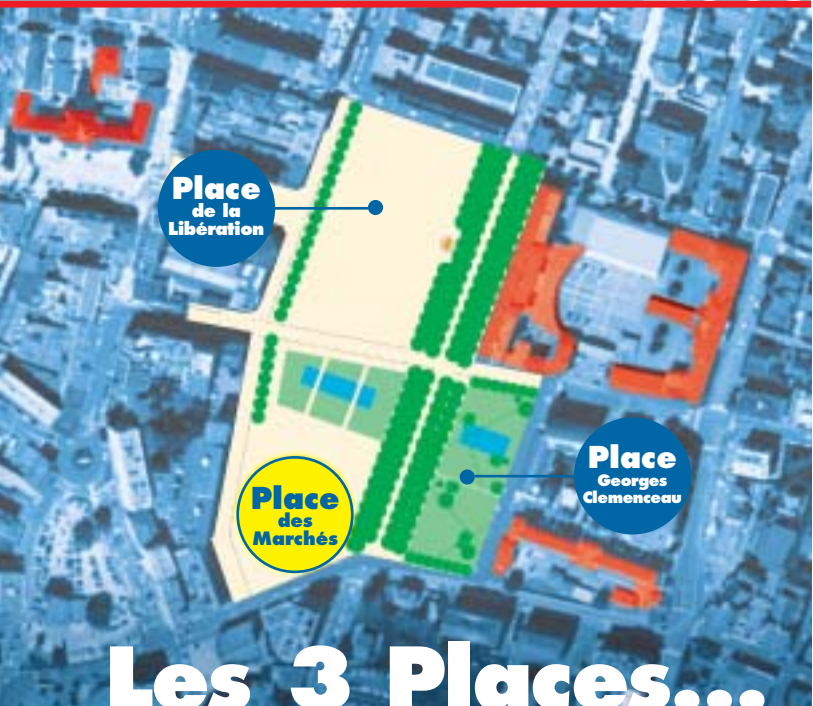 Place
de la
Libération
Place
Georges
Clemenceau
Place
des
Marchés
Les 3 Places...